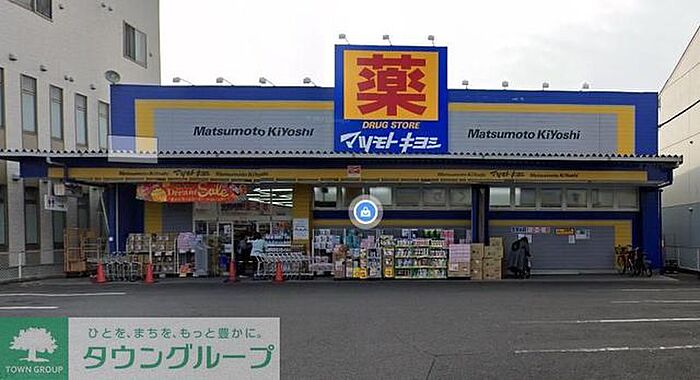 薬
DRUG STORE
マツモトキヨシ
Matsumoto KiYoshi
Matsumoto KiYoshi
Dream Sale
TOWN GROUP
ひとを、まちを、もっと豊かに。
タウングループ